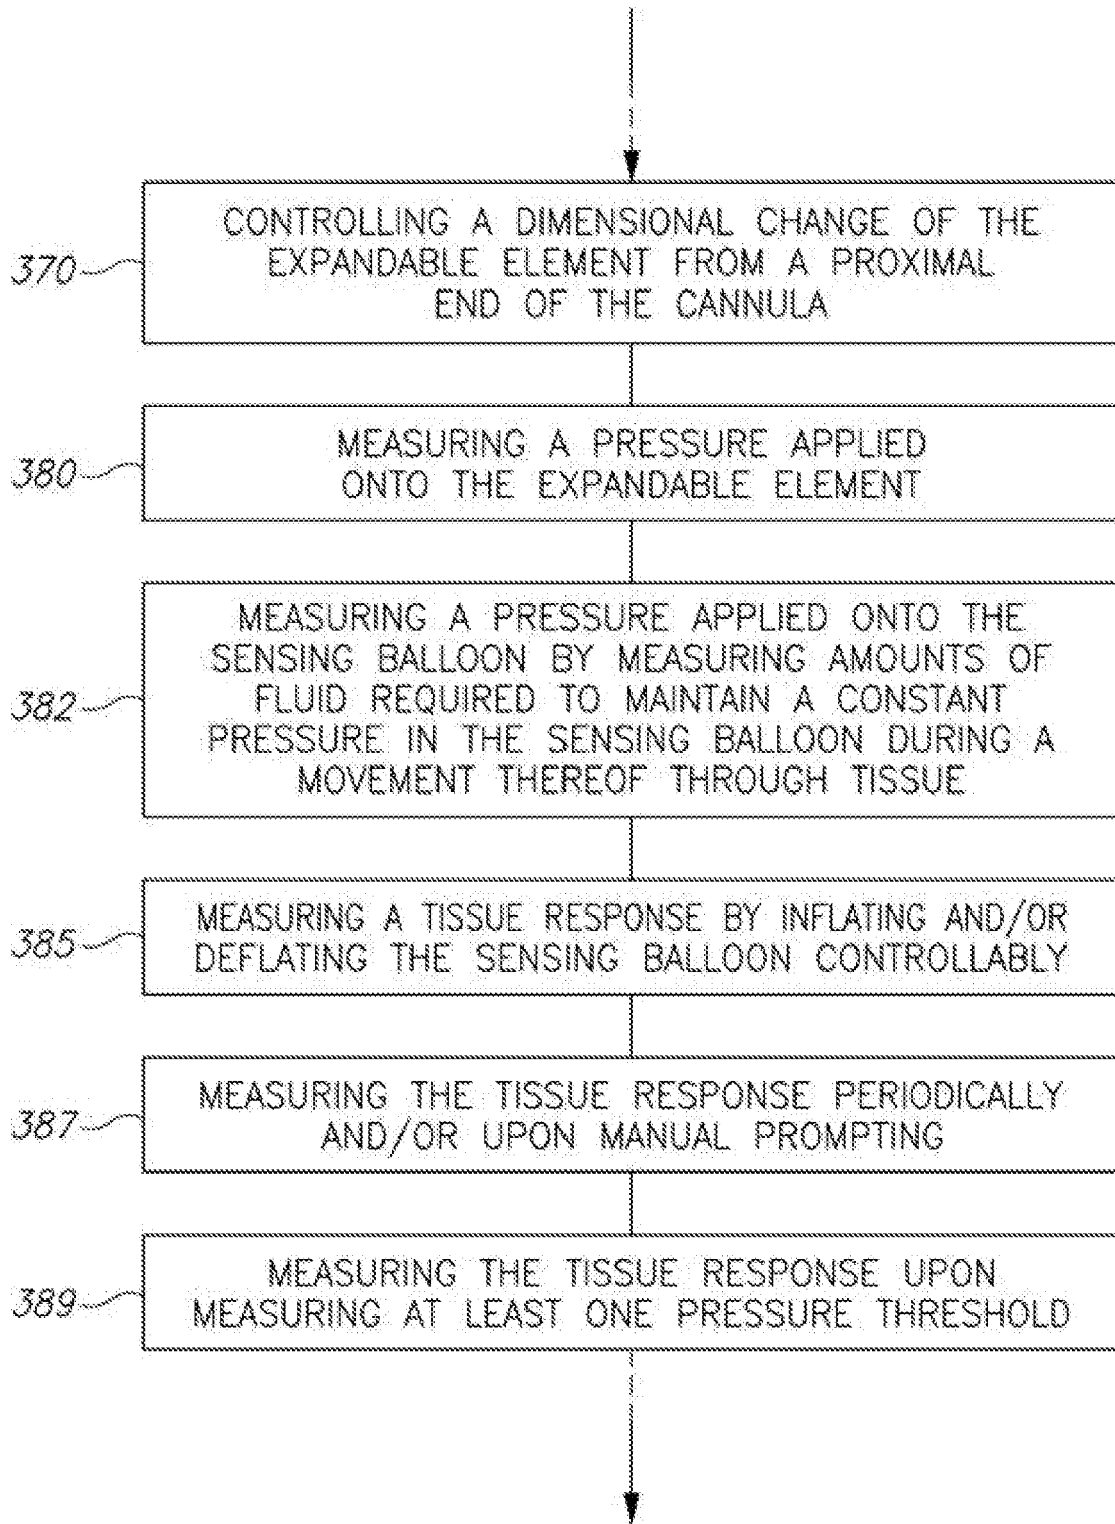 370
CONTROLLING A DIMENSIONAL CHANGE OF THE
EXPANDABLE ELEMENT FROM A PROXIMAL
END OF THE CANNULA
380
MEASURING A PRESSURE APPLIED
ONTO THE EXPANDABLE ELEMENT
382
MEASURING A PRESSURE APPLIED ONTO THE
SENSING BALLOON BY MEASURING AMOUNTS OF
FLUID REQUIRED TO MAINTAIN A CONSTANT
PRESSURE IN THE SENSING BALLOON DURING A
MOVEMENT THEREOF THROUGH TISSUE
385
MEASURING A TISSUE RESPONSE BY INFLATING AND/OR
DEFLATING THE SENSING BALLOON CONTROLLABLY
387
MEASURING THE TISSUE RESPONSE PERIODICALLY
AND/OR UPON MANUAL PROMPTING
389
MEASURING THE TISSUE RESPONSE UPON
MEASURING AT LEAST ONE PRESSURE THRESHOLD